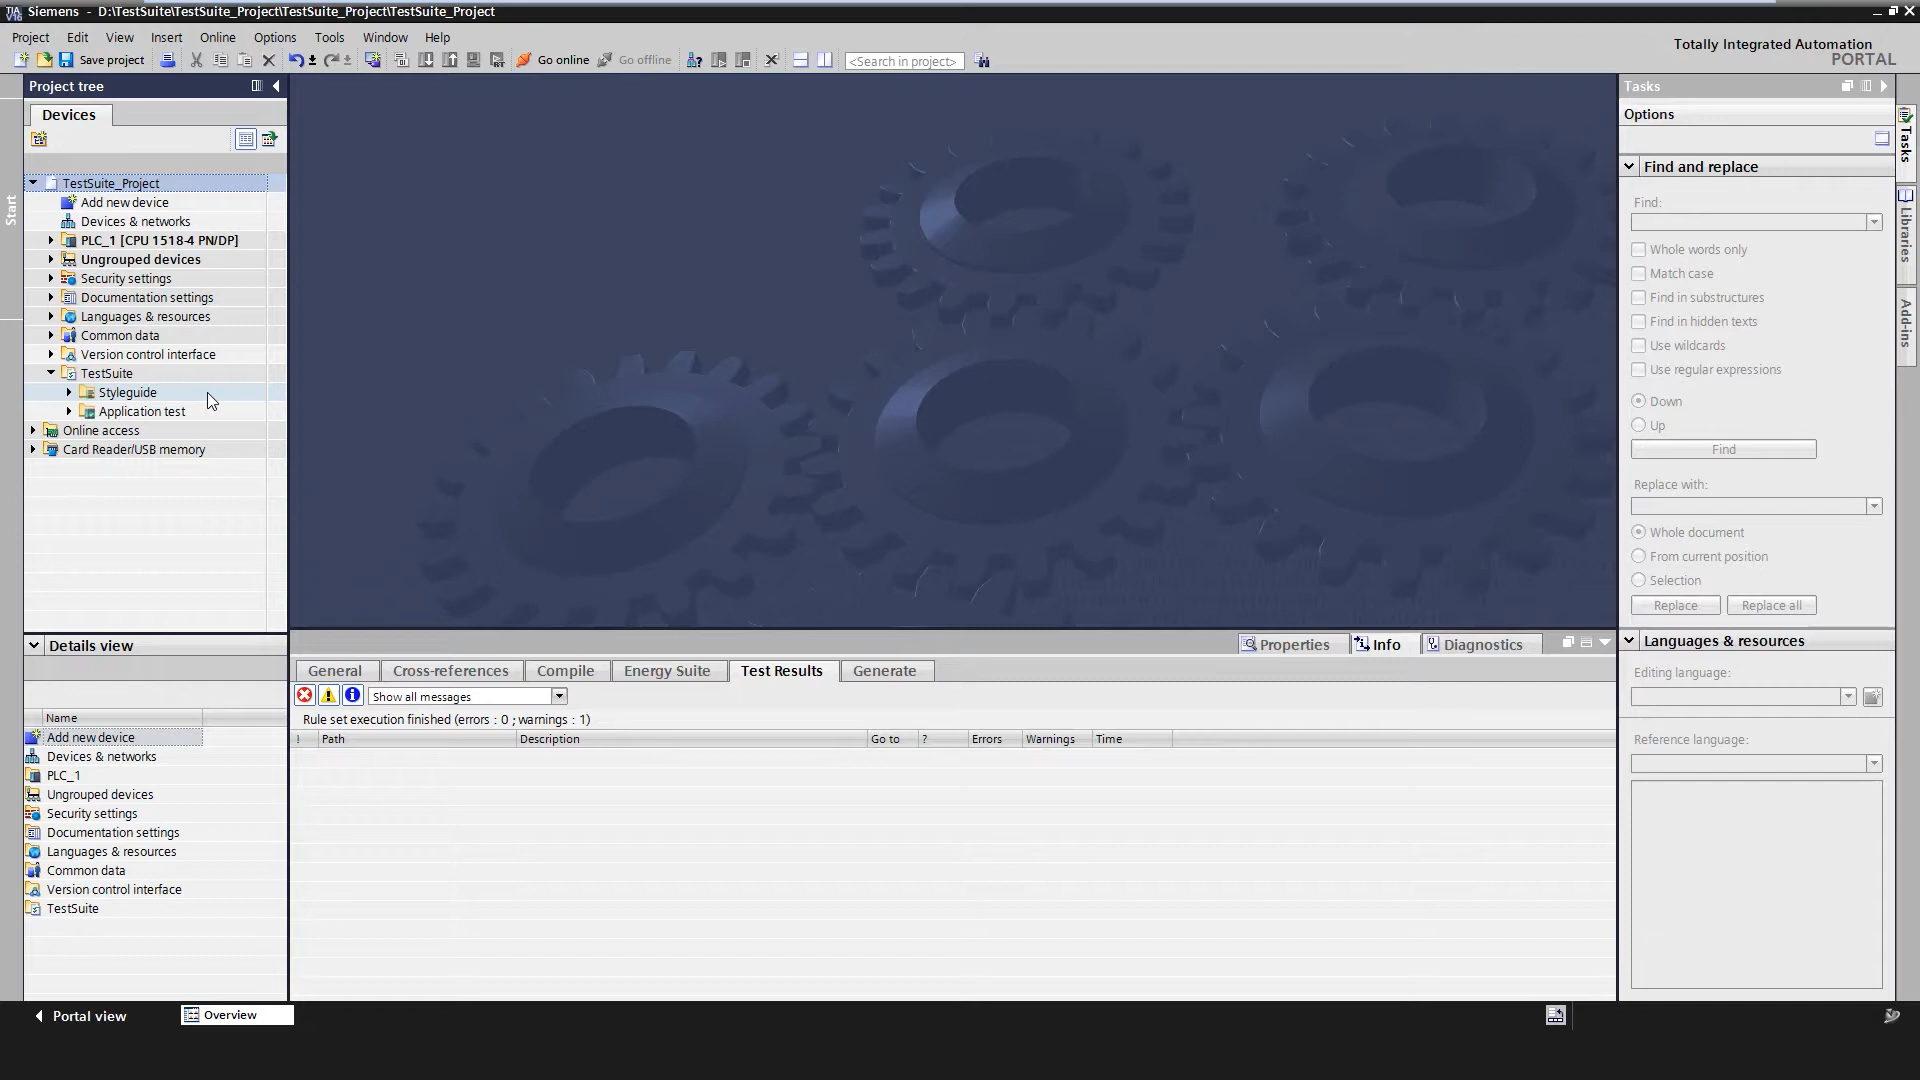 Siemens - D:\TestSuite\TestSuite_Project\TestSuite_Project\TestSuite_Project
Project Edit View Insert Online Options Tools Window Help
Totally Integrated Automation
PORTAL
Save project
Go online
Go offline
<Search in project>
Project tree
Devices
Start
TestSuite_Project
Add new device
Devices & networks
PLC_1 [CPU 1518-4 PN/DP]
Ungrouped devices
Security settings
Documentation settings
Languages & resources
Common data
Version control interface
TestSuite
Styleguide
Application test
Online access
Card Reader/USB memory
Details view
Name
Add new device
Devices & networks
PLC_1
Ungrouped devices
Security settings
Documentation settings
Languages & resources
Common data
Version control interface
TestSuite
Properties Info Diagnostics
General Cross-references Compile Energy Suite Test Results Generate
Show all messages
Rule set execution finished (errors : 0 ; warnings : 1)
! Path Description Go to ? Errors Warnings Time
Tasks
Options
Find and replace
Find:
Whole words only
Match case
Find in substructures
Find in hidden texts
Use wildcards
Use regular expressions
Down
Up
Find
Replace with:
Whole document
From current position
Selection
Replace Replace all
Languages & resources
Editing language:
Reference language:
Tasks
Libraries
Add-ins
Portal view
Overview